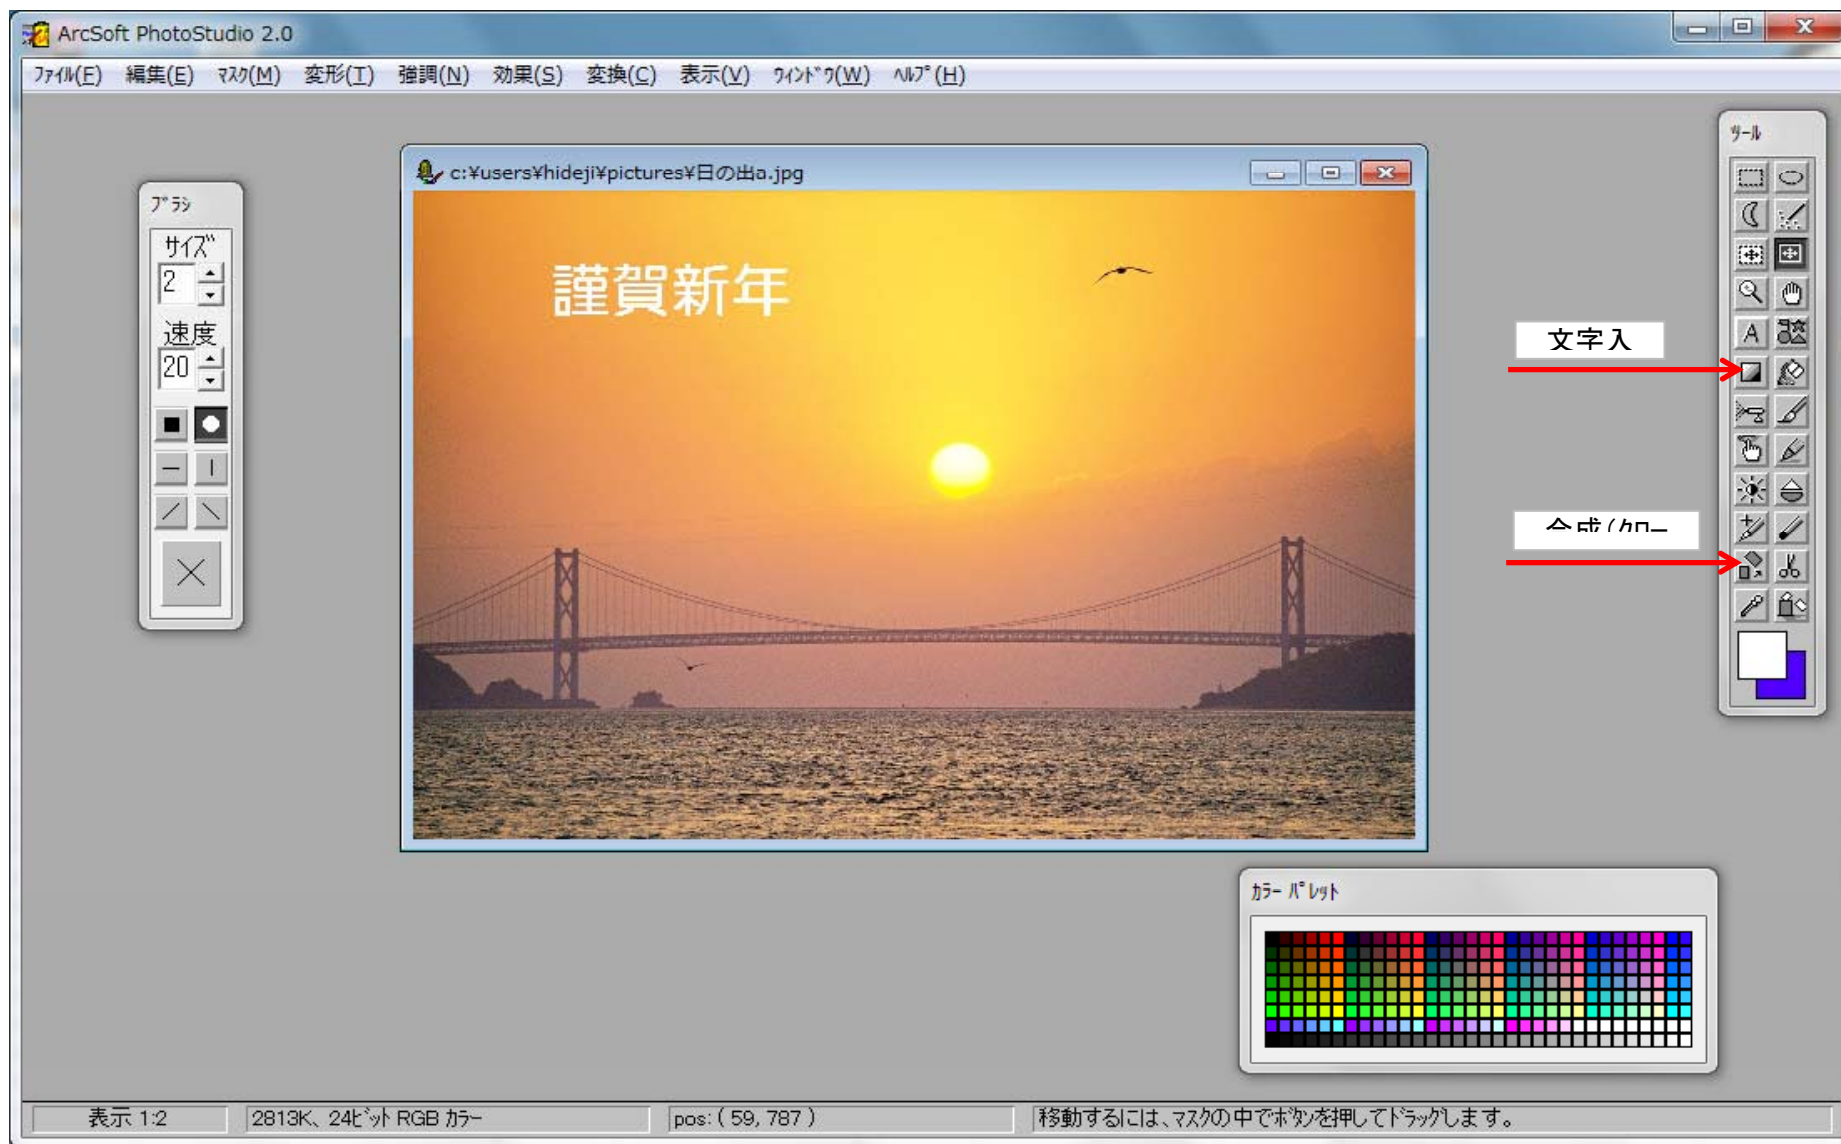 ArcSoft PhotoStudio 2.0
ﾌｧｲﾙ(F) 編集(E) ﾏｽｸ(M) 変形(T) 強調(N) 効果(S) 変換(C) 表示(V) ｳｨﾝﾄﾞｳ(W) ﾍﾙﾌﾟ(H)
ﾂｰﾙ
c:¥users¥hideji¥pictures¥日の出a.jpg
ﾌﾞﾗｼ
サイズ
2
速度
20
謹賀新年
A
文字入
合成(ｸﾛｰ
ｶﾗｰ ﾊﾟﾚｯﾄ
表示 1:2
2813K、24ﾋﾞｯﾄ RGB ｶﾗｰ
pos: ( 59, 787 )
移動するには、ﾏｽｸの中でﾎﾞﾀﾝを押してﾄﾞﾗｯｸﾞします。